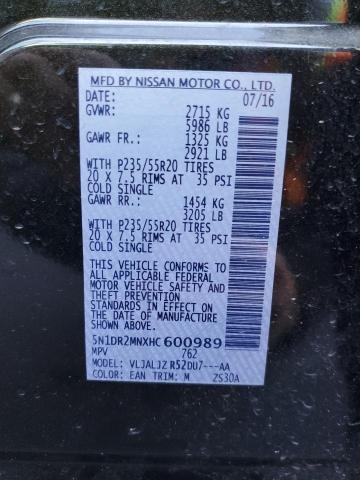 MFD BY NISSAN MOTOR CO., LTD.
DATE: 07/16
GVWR: 2715 KG
5986 LB
GAWR FR.: 1325 KG
2921 LB
WITH P235/55R20 TIRES
20 X 7.5 RIMS AT 35 PSI
COLD SINGLE
GAWR RR.: 1454 KG
3205 LB
WITH P235/55R20 TIRES
20 X 7.5 RIMS AT 35 PSI
COLD SINGLE
THIS VEHICLE CONFORMS TO
ALL APPLICABLE FEDERAL
MOTOR VEHICLE SAFETY AND
THEFT PREVENTION
STANDARDS IN EFFECT ON
THE DATE OF MANUFACTURE
SHOWN ABOVE.
5N1DR2MNXHC600989
MPV 762
MODEL: VLJALJZ R52DU7---AA
COLOR: EAN TRIM: M ZS30A